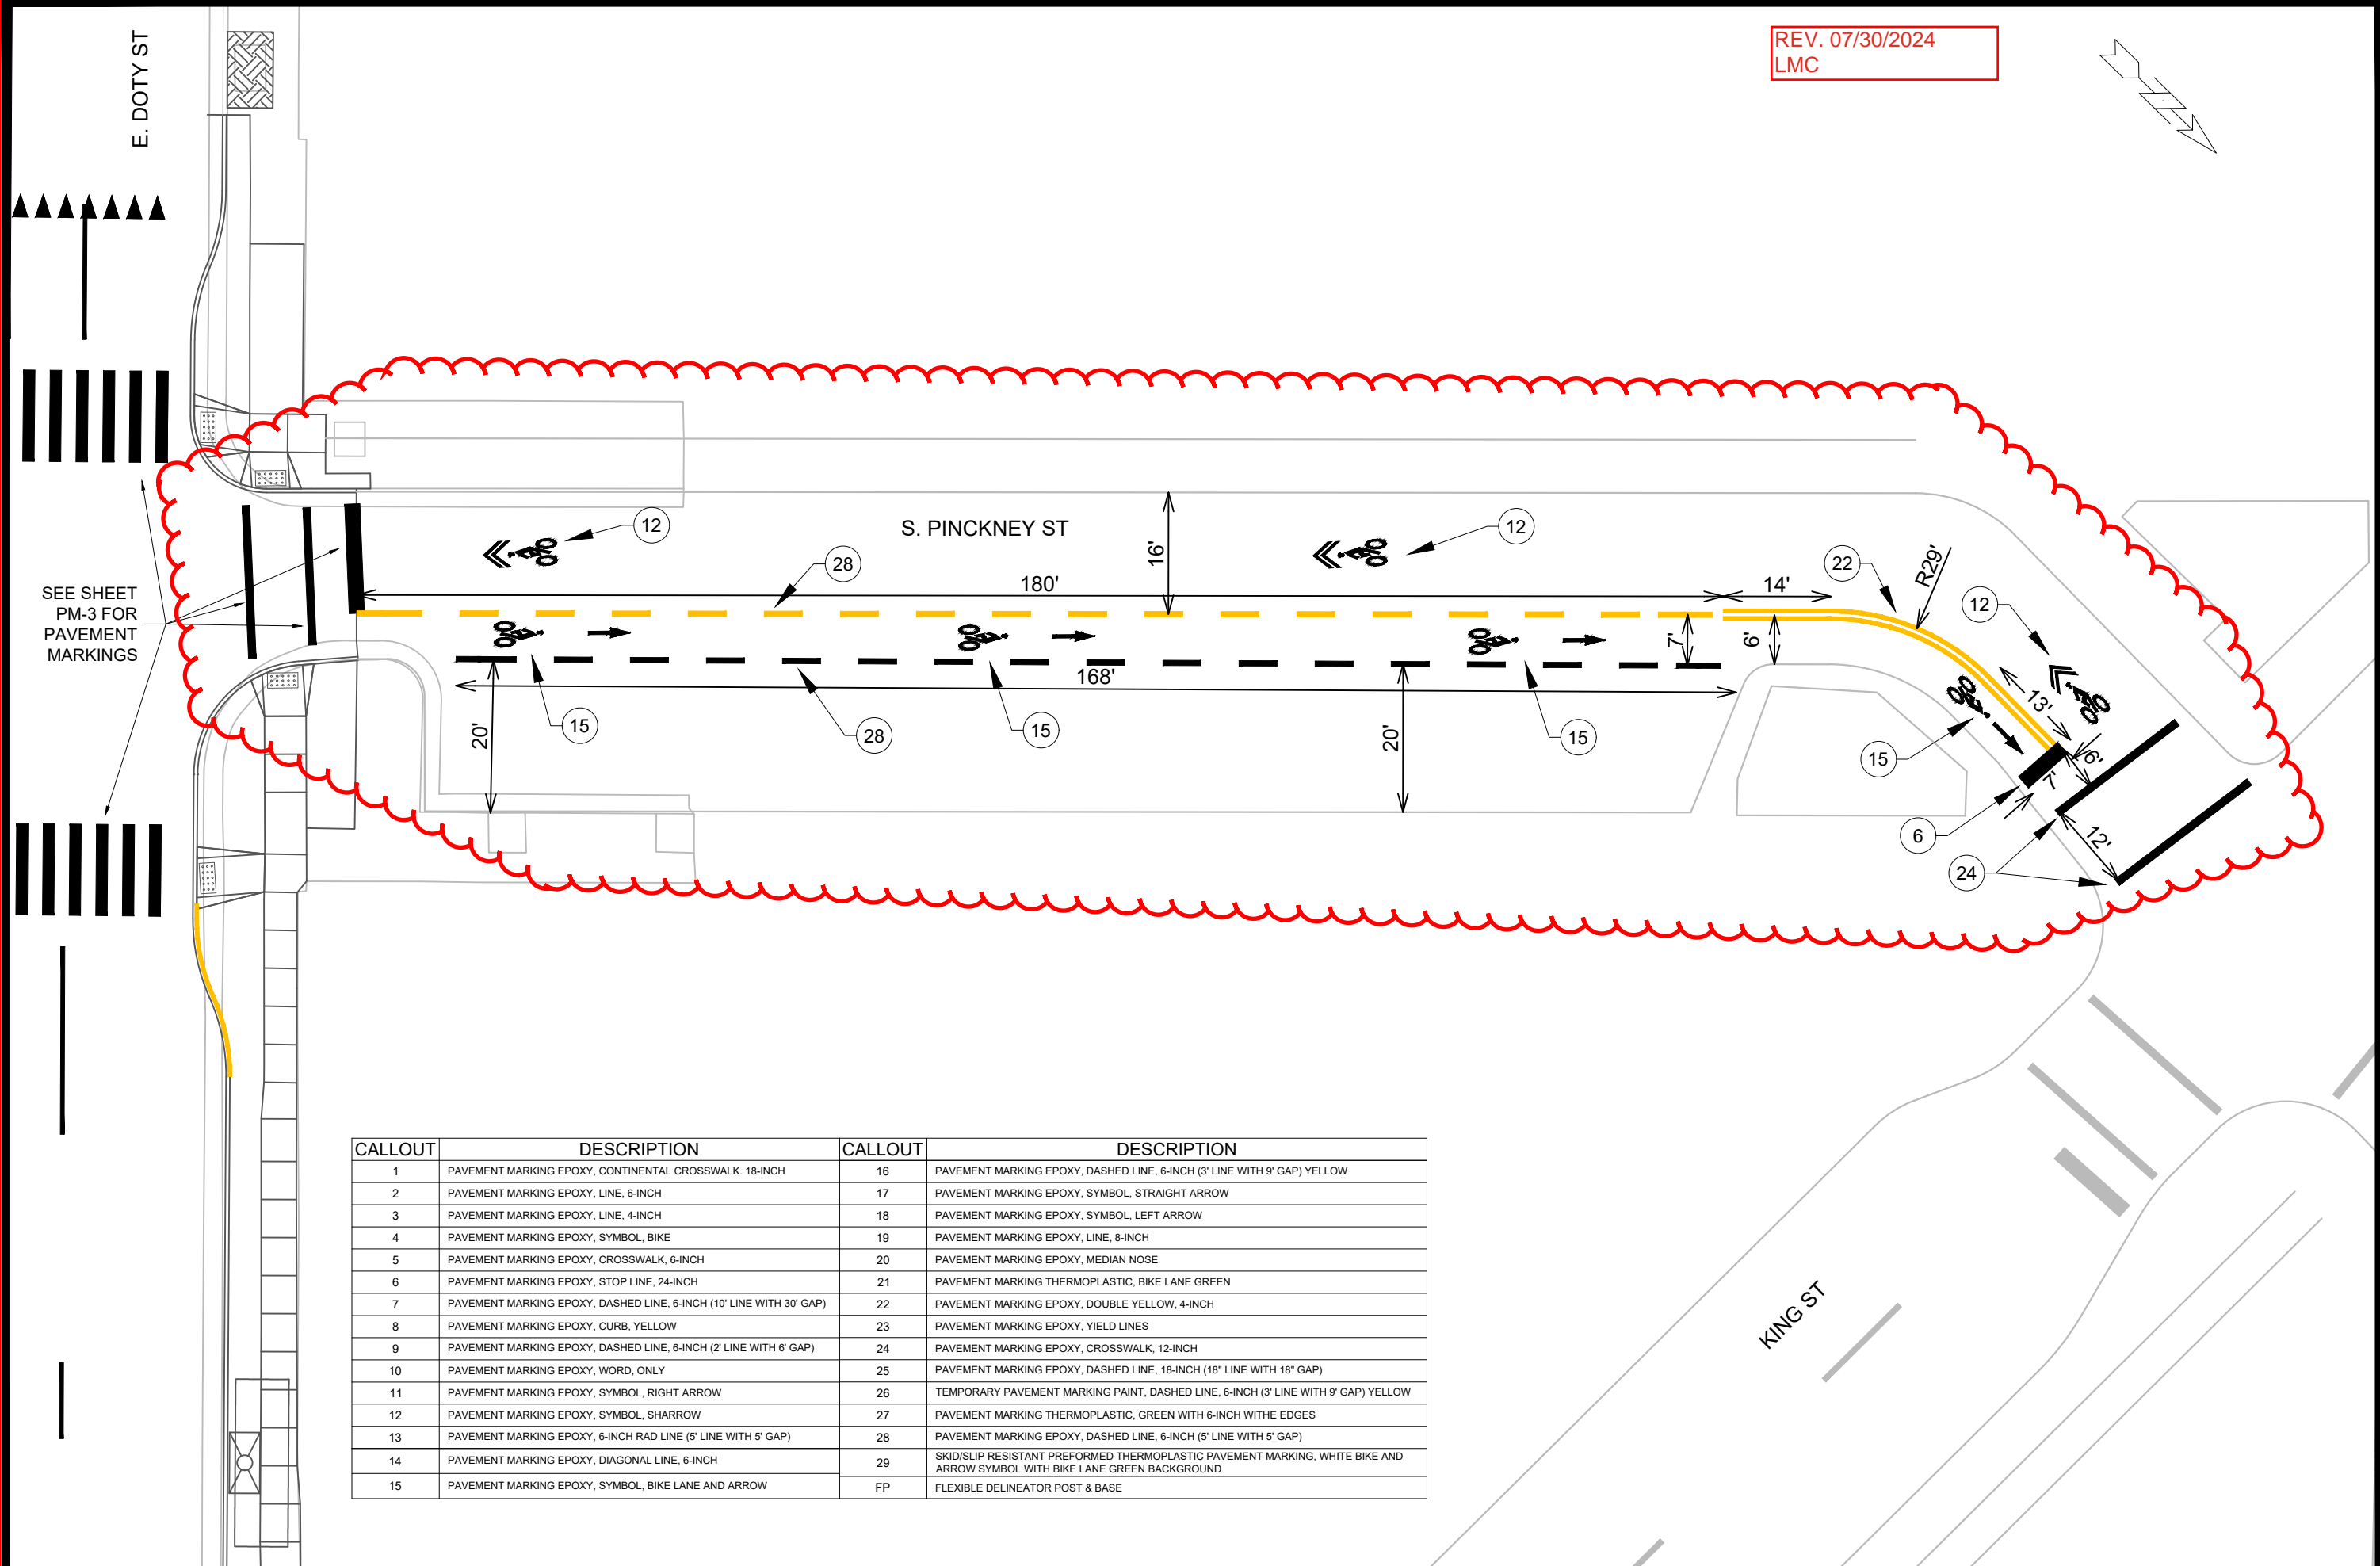 REV. 07/30/2024
LMC
E. DOTY ST
SEE SHEET
PM-3 FOR
PAVEMENT
MARKINGS
S. PINCKNEY ST
12
12
28
16'
180'
14'
22
R29'
12
7'
6'
168'
13'
20'
15
28
15
20'
15
15
6'
7'
6
12'
24
KING ST
CALLOUT DESCRIPTION CALLOUT DESCRIPTION
1 PAVEMENT MARKING EPOXY, CONTINENTAL CROSSWALK. 18-INCH 16 PAVEMENT MARKING EPOXY, DASHED LINE, 6-INCH (3' LINE WITH 9' GAP) YELLOW
2 PAVEMENT MARKING EPOXY, LINE, 6-INCH 17 PAVEMENT MARKING EPOXY, SYMBOL, STRAIGHT ARROW
3 PAVEMENT MARKING EPOXY, LINE, 4-INCH 18 PAVEMENT MARKING EPOXY, SYMBOL, LEFT ARROW
4 PAVEMENT MARKING EPOXY, SYMBOL, BIKE 19 PAVEMENT MARKING EPOXY, LINE, 8-INCH
5 PAVEMENT MARKING EPOXY, CROSSWALK, 6-INCH 20 PAVEMENT MARKING EPOXY, MEDIAN NOSE
6 PAVEMENT MARKING EPOXY, STOP LINE, 24-INCH 21 PAVEMENT MARKING THERMOPLASTIC, BIKE LANE GREEN
7 PAVEMENT MARKING EPOXY, DASHED LINE, 6-INCH (10' LINE WITH 30' GAP) 22 PAVEMENT MARKING EPOXY, DOUBLE YELLOW, 4-INCH
8 PAVEMENT MARKING EPOXY, CURB, YELLOW 23 PAVEMENT MARKING EPOXY, YIELD LINES
9 PAVEMENT MARKING EPOXY, DASHED LINE, 6-INCH (2' LINE WITH 6' GAP) 24 PAVEMENT MARKING EPOXY, CROSSWALK, 12-INCH
10 PAVEMENT MARKING EPOXY, WORD, ONLY 25 PAVEMENT MARKING EPOXY, DASHED LINE, 18-INCH (18" LINE WITH 18" GAP)
11 PAVEMENT MARKING EPOXY, SYMBOL, RIGHT ARROW 26 TEMPORARY PAVEMENT MARKING PAINT, DASHED LINE, 6-INCH (3' LINE WITH 9' GAP) YELLOW
12 PAVEMENT MARKING EPOXY, SYMBOL, SHARROW 27 PAVEMENT MARKING THERMOPLASTIC, GREEN WITH 6-INCH WITHE EDGES
13 PAVEMENT MARKING EPOXY, 6-INCH RAD LINE (5' LINE WITH 5' GAP) 28 PAVEMENT MARKING EPOXY, DASHED LINE, 6-INCH (5' LINE WITH 5' GAP)
14 PAVEMENT MARKING EPOXY, DIAGONAL LINE, 6-INCH 29 SKID/SLIP RESISTANT PREFORMED THERMOPLASTIC PAVEMENT MARKING, WHITE BIKE AND
ARROW SYMBOL WITH BIKE LANE GREEN BACKGROUND
15 PAVEMENT MARKING EPOXY, SYMBOL, BIKE LANE AND ARROW FP FLEXIBLE DELINEATOR POST & BASE